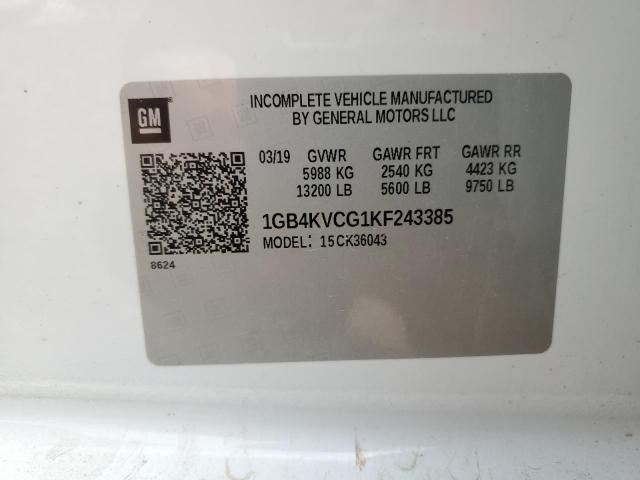 GM
INCOMPLETE VEHICLE MANUFACTURED
BY GENERAL MOTORS LLC
03/19 GVWR GAWR FRT GAWR RR
5988 KG 2540 KG 4423 KG
13200 LB 5600 LB 9750 LB
1GB4KVCG1KF243385
MODEL: 15CK36043
8624